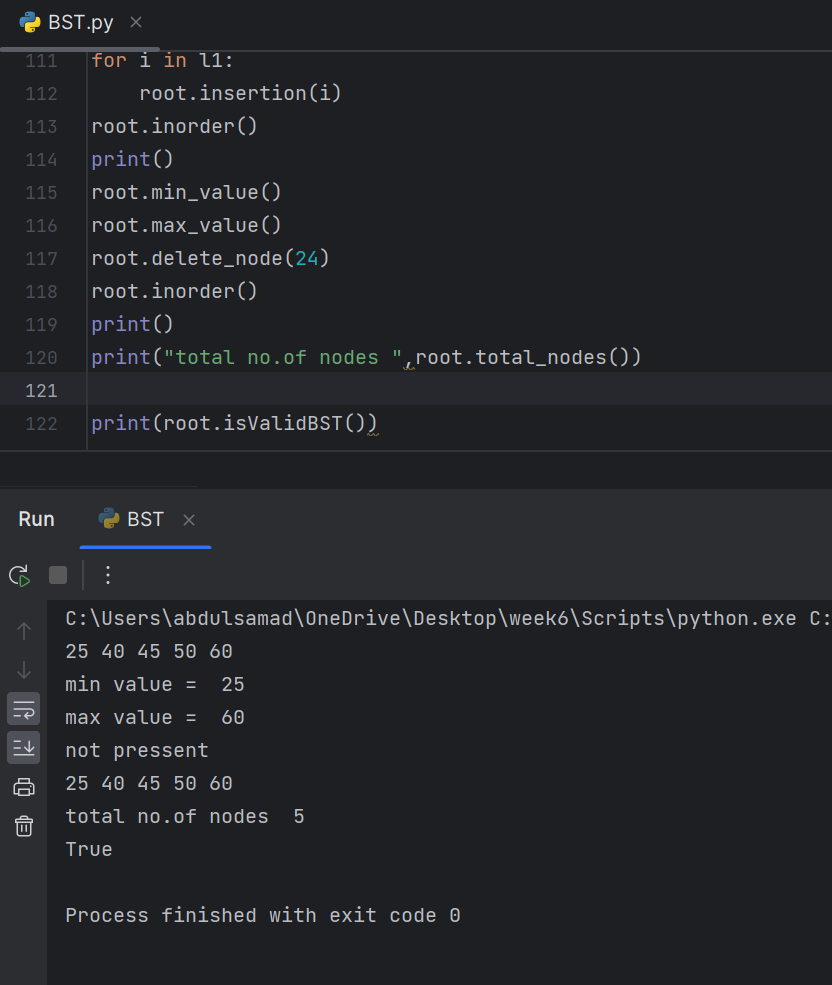 BST.py
111 for i in l1:
112 root.insertion(i)
113 root.inorder()
114 print()
115 root.min_value()
116 root.max_value()
117 root.delete_node(24)
118 root.inorder()
119 print()
120 print("total no.of nodes ",root.total_nodes())
121
122 print(root.isValidBST())
Run BST
C:\Users\abdulsamad\OneDrive\Desktop\week6\Scripts\python.exe C:
25 40 45 50 60
min value =  25
max value =  60
not pressent
25 40 45 50 60
total no.of nodes  5
True
Process finished with exit code 0